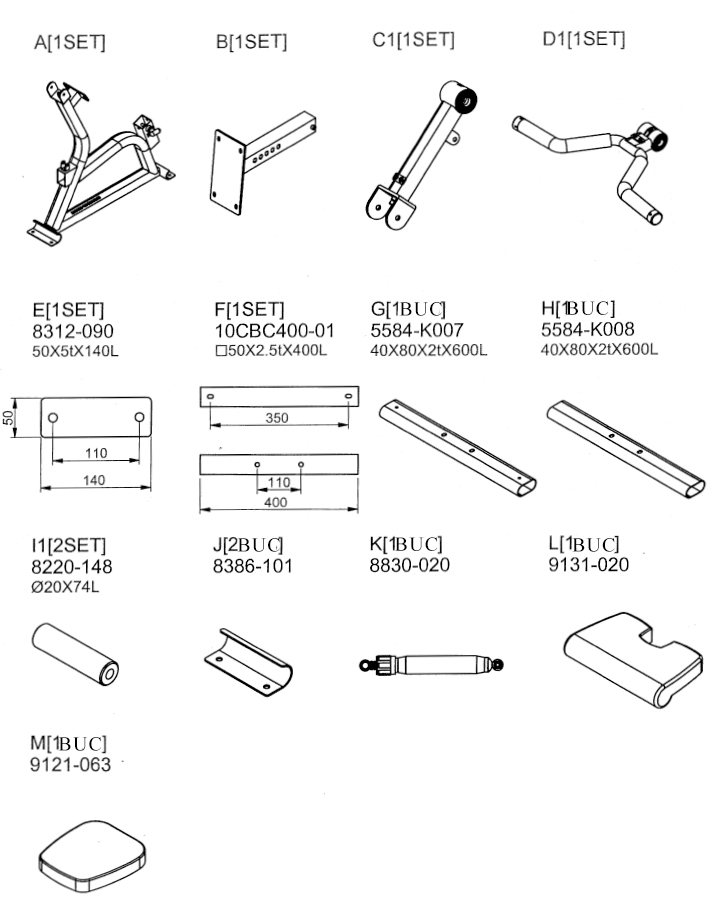 A[1SET]
B[1SET]
C1[1SET]
D1[1SET]
E[1SET]
8312-090
50X5tX140L
F[1SET]
10CBC400-01
□50X2.5tX400L
G[1BUC]
5584-K007
40X80X2tX600L
H[1BUC]
5584-K008
40X80X2tX600L
50
110
140
350
110
400
I1[2SET]
8220-148
Ø20X74L
J[2BUC]
8386-101
K[1BUC]
8830-020
L[1BUC]
9131-020
M[1BUC]
9121-063